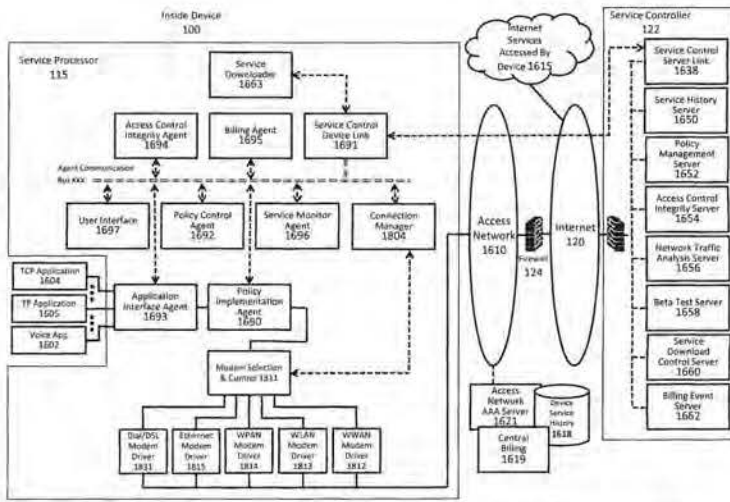 Inside Device
100
Service Processor
115
Service
Downloader
1663
Access Control
Integrity Agent
1694
Billing Agent
1695
Service Control
Device Link
1691
Agent Communication
Bus XXX
User Interface
1697
Policy Control
Agent
1692
Service Monitor
Agent
1696
Connection
Manager
1804
TCP Application
1604
IP Application
1605
Voice App.
1602
Application
Interface Agent
1693
Policy
Implementation
Agent
1690
Modem Selection
& Control 1811
Dial/DSL
Modem
Driver
1831
Ethernet
Modem
Driver
1815
WPAN
Modem
Driver
1814
WLAN
Modem
Driver
1813
WWAN
Modem
Driver
1812
Internet
Services
Accessed By
Device 1615
Access
Network
1610
Firewall
124
Internet
120
Access
Network
AAA Server
1621
Central
Billing
1619
Device
Service
History
1618
Service Controller
122
Service Control
Server Link
1638
Service History
Server
1650
Policy
Management
Server
1652
Access Control
Integrity Server
1654
Network Traffic
Analysis Server
1656
Beta Test Server
1658
Service
Download
Control Server
1660
Billing Event
Server
1662